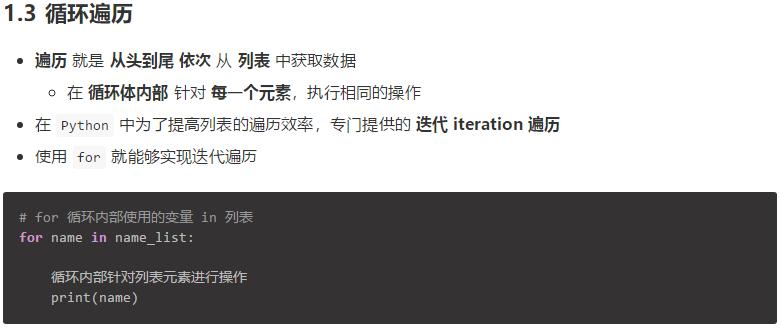 1.3 循环遍历
遍历 就是 从头到尾 依次 从 列表 中获取数据
在 循环体内部 针对 每一个元素，执行相同的操作
在 Python 中为了提高列表的遍历效率，专门提供的 迭代 iteration 遍历
使用 for 就能够实现迭代遍历
# for 循环内部使用的变量 in 列表
for name in name_list:
    循环内部针对列表元素进行操作
    print(name)